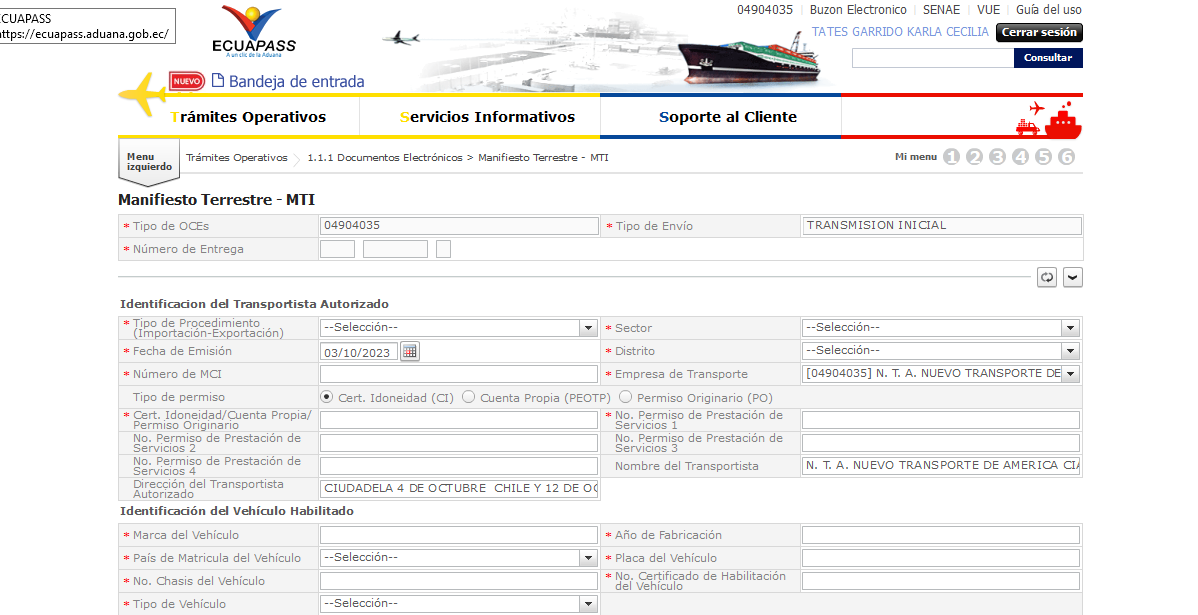 ECUAPASS
https://ecuapass.aduana.gob.ec/
ECUAPASS
A un clic de la Aduana
04904035 | Buzon Electronico | SENAE | VUE | Guía del uso
TATES GARRIDO KARLA CECILIA Cerrar sesión
Consultar
NUEVO Bandeja de entrada
Trámites Operativos Servicios Informativos Soporte al Cliente
Menu
izquierdo
Trámites Operativos 1.1.1 Documentos Electrónicos > Manifiesto Terrestre - MTI
Mi menu 1 2 3 4 5 6
Manifiesto Terrestre - MTI
* Tipo de OCEs 04904035 * Tipo de Envío TRANSMISION INICIAL
* Número de Entrega
Identificacion del Transportista Autorizado
* Tipo de Procedimiento
(Importación-Exportación) --Selección-- * Sector --Selección--
* Fecha de Emisión 03/10/2023 * Distrito --Selección--
* Número de MCI * Empresa de Transporte [04904035] N. T. A. NUEVO TRANSPORTE DE
Tipo de permiso Cert. Idoneidad (CI) Cuenta Propia (PEOTP) Permiso Originario (PO)
* Cert. Idoneidad/Cuenta Propia/
Permiso Originario
* No. Permiso de Prestación de
Servicios 1
No. Permiso de Prestación de
Servicios 2
No. Permiso de Prestación de
Servicios 3
No. Permiso de Prestación de
Servicios 4
Nombre del Transportista N. T. A. NUEVO TRANSPORTE DE AMERICA CIA
Dirección del Transportista
Autorizado
CIUDADELA 4 DE OCTUBRE CHILE Y 12 DE OC
Identificación del Vehículo Habilitado
* Marca del Vehículo * Año de Fabricación
* País de Matricula del Vehículo --Selección-- * Placa del Vehículo
* No. Chasis del Vehículo * No. Certificado de Habilitación
del Vehículo
* Tipo de Vehículo --Selección--